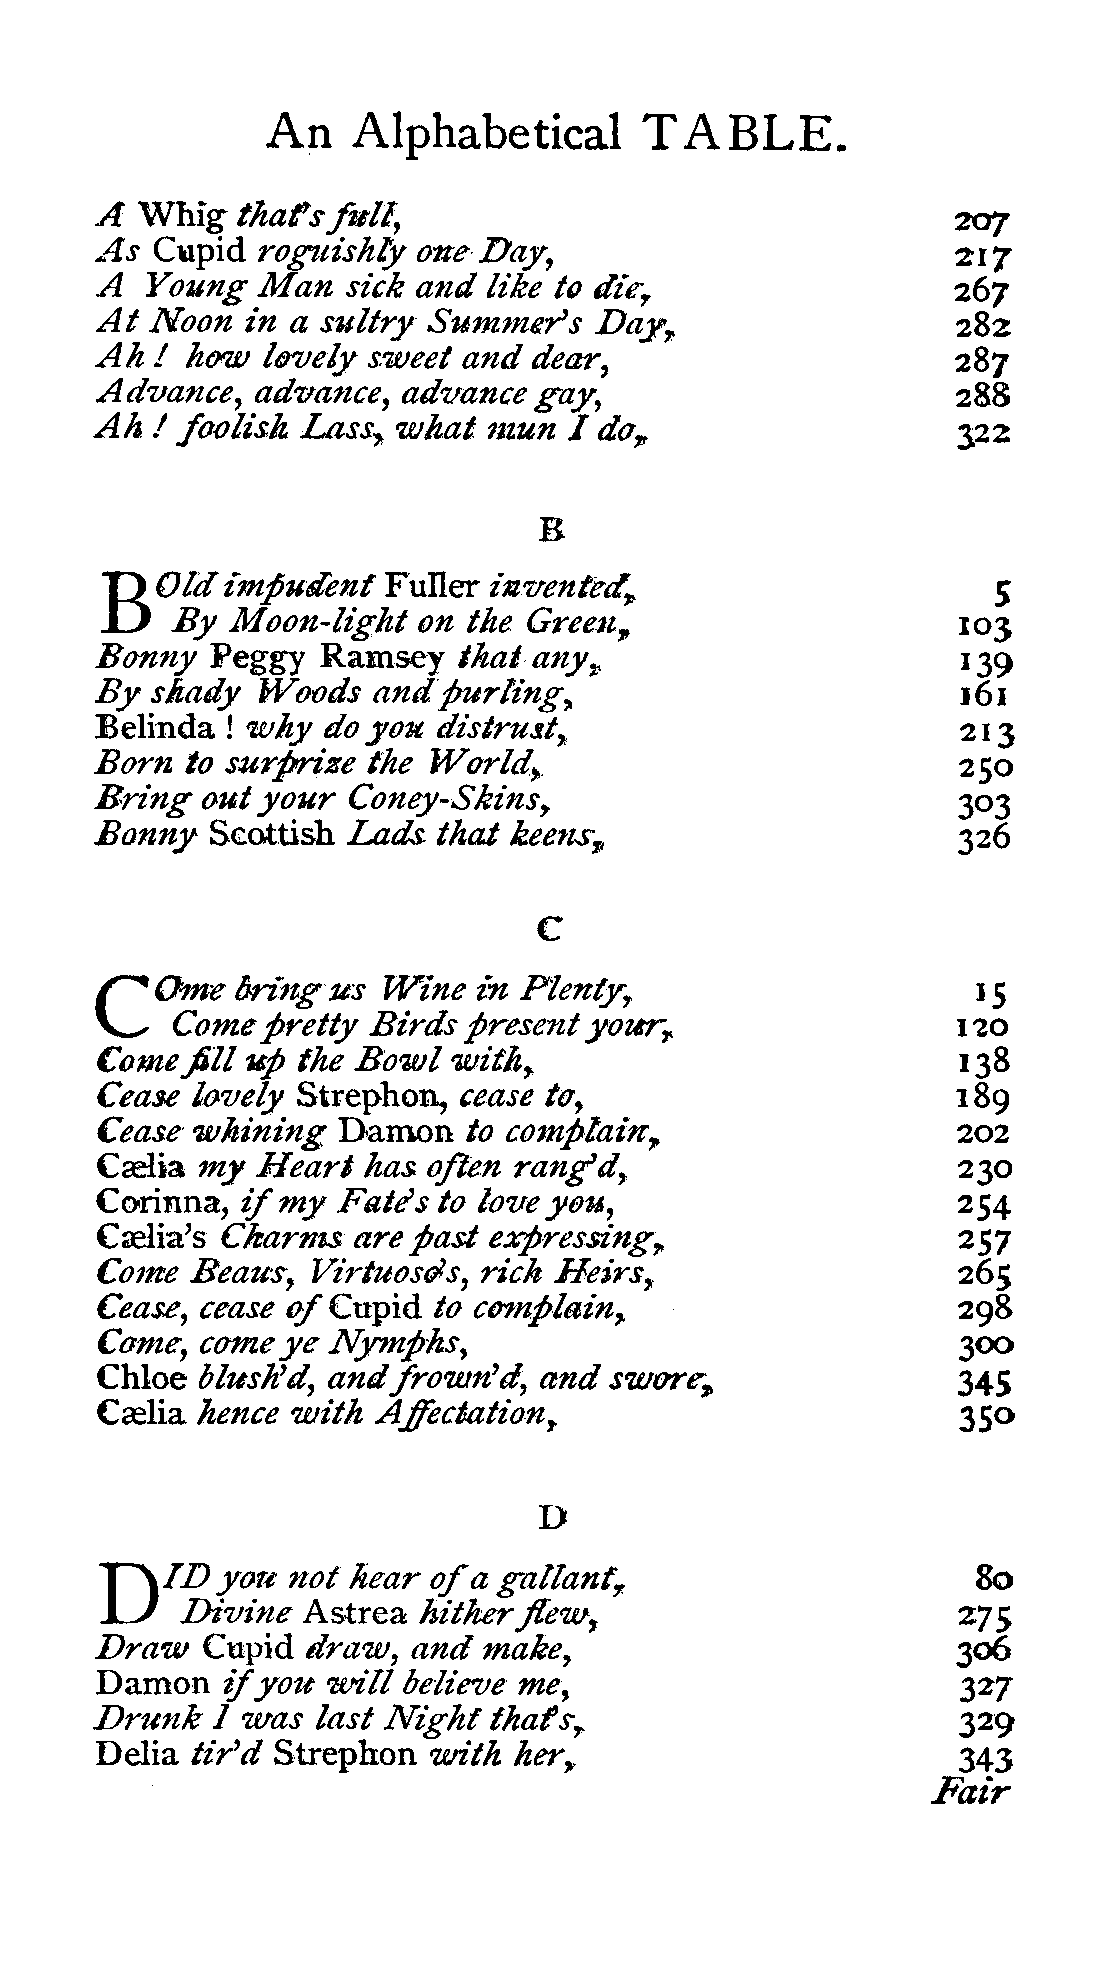 An Alphabetical TABLE.
A Whig that's full, 207
As Cupid roguishly one Day, 217
A Young Man sick and like to die, 267
At Noon in a sultry Summer's Day, 282
Ah! how lovely sweet and dear, 287
Advance, advance, advance gay, 288
Ah! foolish Lass, what mun I do, 322
B
BOld impudent Fuller invented, 5
By Moon-light on the Green, 103
Bonny Peggy Ramsey that any, 139
By shady Woods and purling, 161
Belinda! why do you distrust, 213
Born to surprize the World, 250
Bring out your Coney-Skins, 303
Bonny Scottish Lads that keens, 326
C
COme bring us Wine in Plenty, 15
Come pretty Birds present your, 120
Come fill up the Bowl with, 138
Cease lovely Strephon, cease to, 189
Cease whining Damon to complain, 202
Cælia my Heart has often rang'd, 230
Corinna, if my Fate's to love you, 254
Cælia's Charms are past expressing, 257
Come Beaus, Virtuoso's, rich Heirs, 265
Cease, cease of Cupid to complain, 298
Come, come ye Nymphs, 300
Chloe blush'd, and frown'd, and swore, 345
Cælia hence with Affectation, 350
D
DID you not hear of a gallant, 80
Divine Astrea hither flew, 275
Draw Cupid draw, and make, 306
Damon if you will believe me, 327
Drunk I was last Night that's, 329
Delia tir'd Strephon with her, 343
Fair